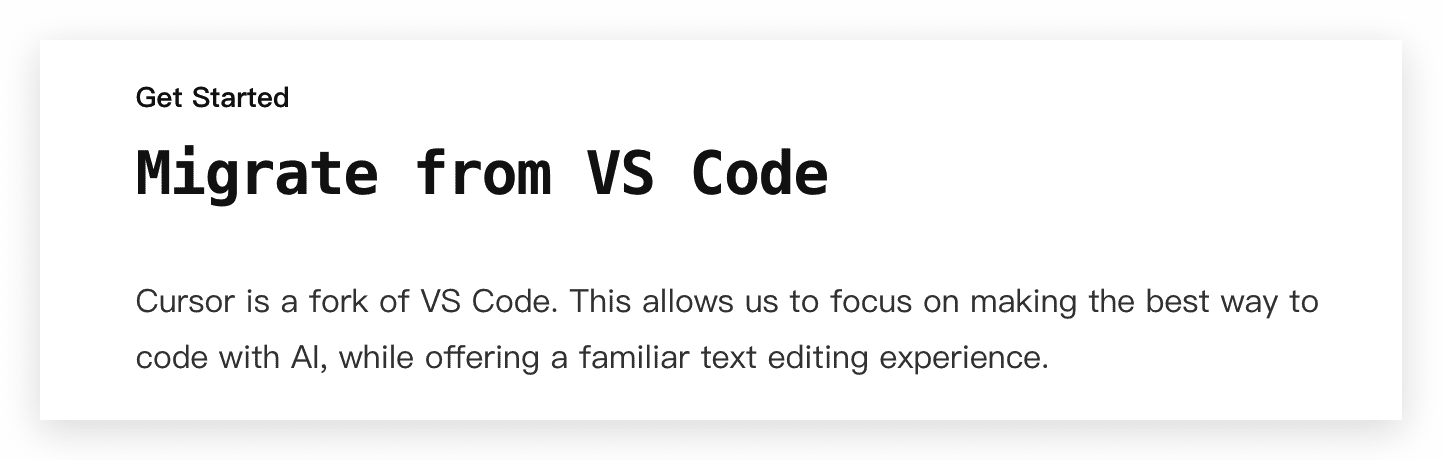 Get Started
Migrate from VS Code
Cursor is a fork of VS Code. This allows us to focus on making the best way to
code with AI, while offering a familiar text editing experience.